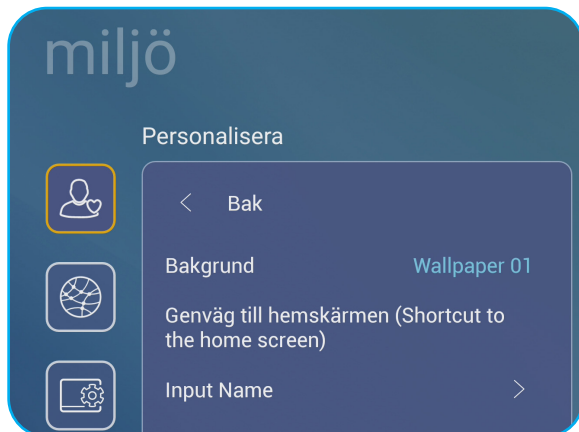 miljö
Personalisera
Bak
Bakgrund Wallpaper 01
Genväg till hemskärmen (Shortcut to
the home screen)
Input Name